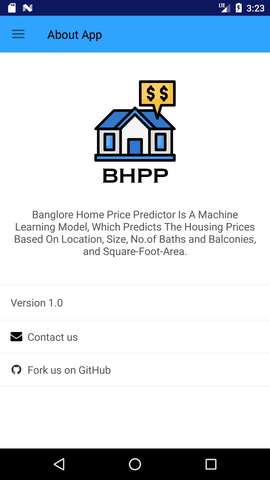 LTE 3:23
About App
$ $
BHPP
Banglore Home Price Predictor Is A Machine
Learning Model, Which Predicts The Housing Prices
Based On Location, Size, No.of Baths and Balconies,
and Square-Foot-Area.
Version 1.0
Contact us
Fork us on GitHub